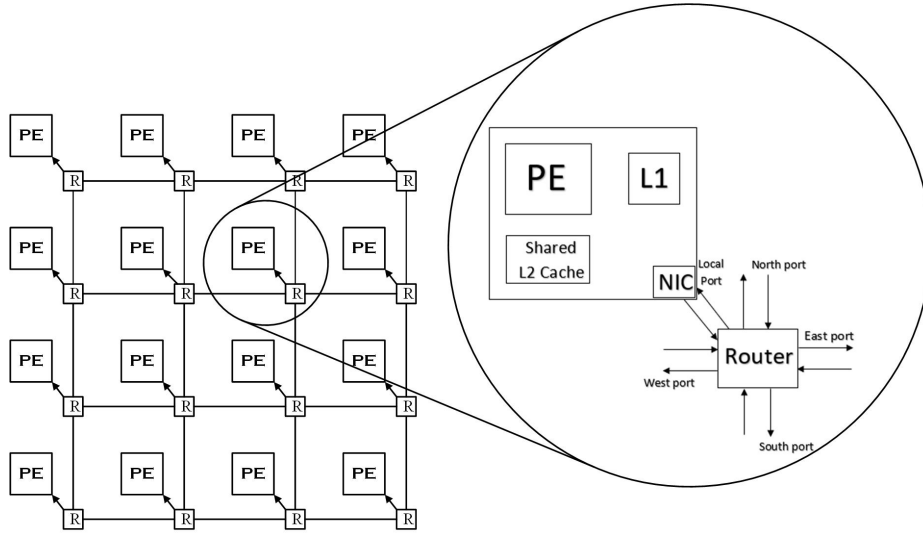 PE PE PE PE
R R R R
PE PE PE PE
R R R R
PE PE PE PE
R R R R
PE PE PE PE
R R R R
PE L1
Shared
L2 Cache
NIC
Local
Port
North port
Router
East port
West port
South port